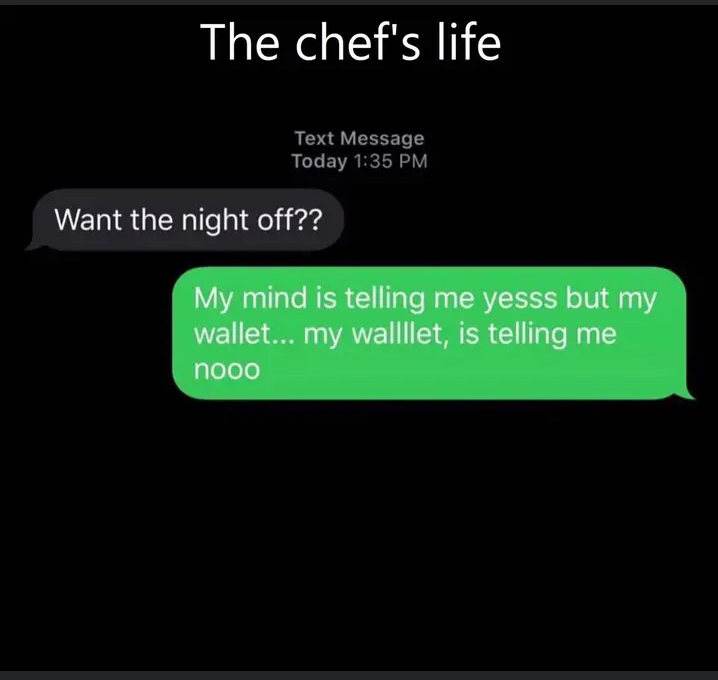 The chef's life
Text Message
Today 1:35 PM
Want the night off??
My mind is telling me yesss but my
wallet... my wallllet, is telling me
nooo